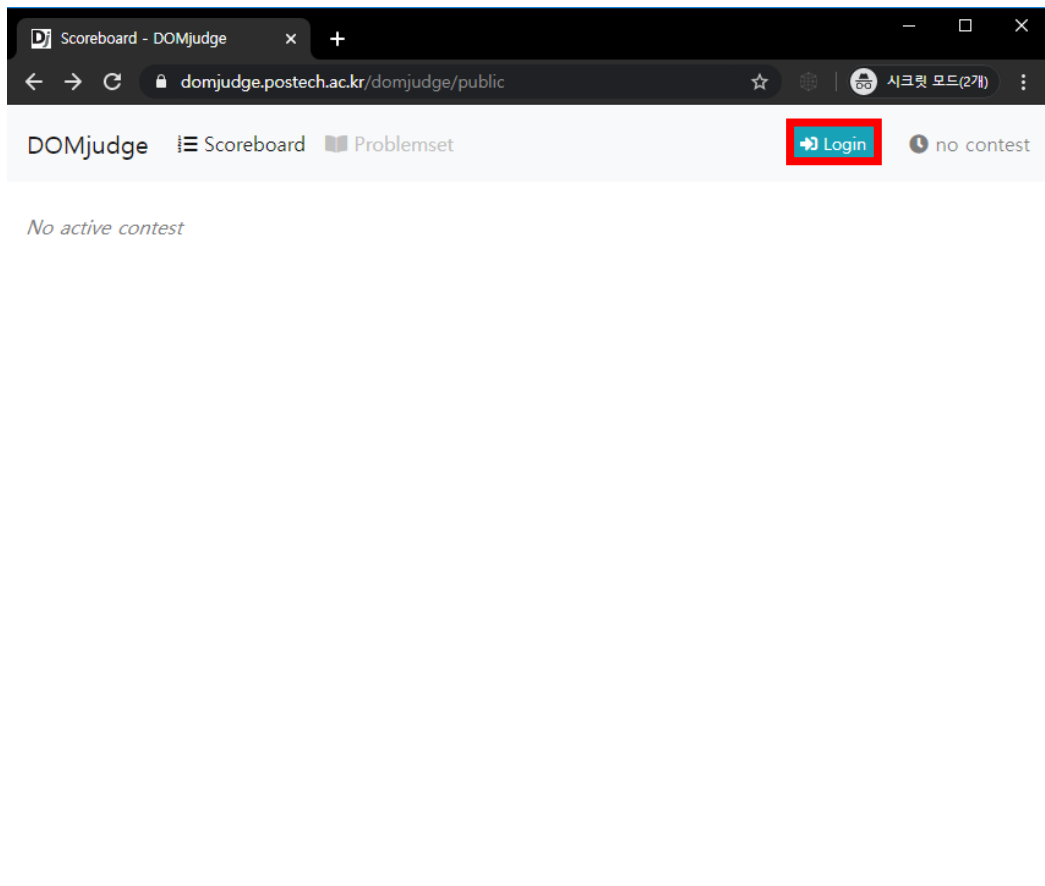 Scoreboard - DOMjudge
domjudge.postech.ac.kr/domjudge/public 시크릿 모드(2개)
DOMjudge Scoreboard Problemset Login no contest
No active contest